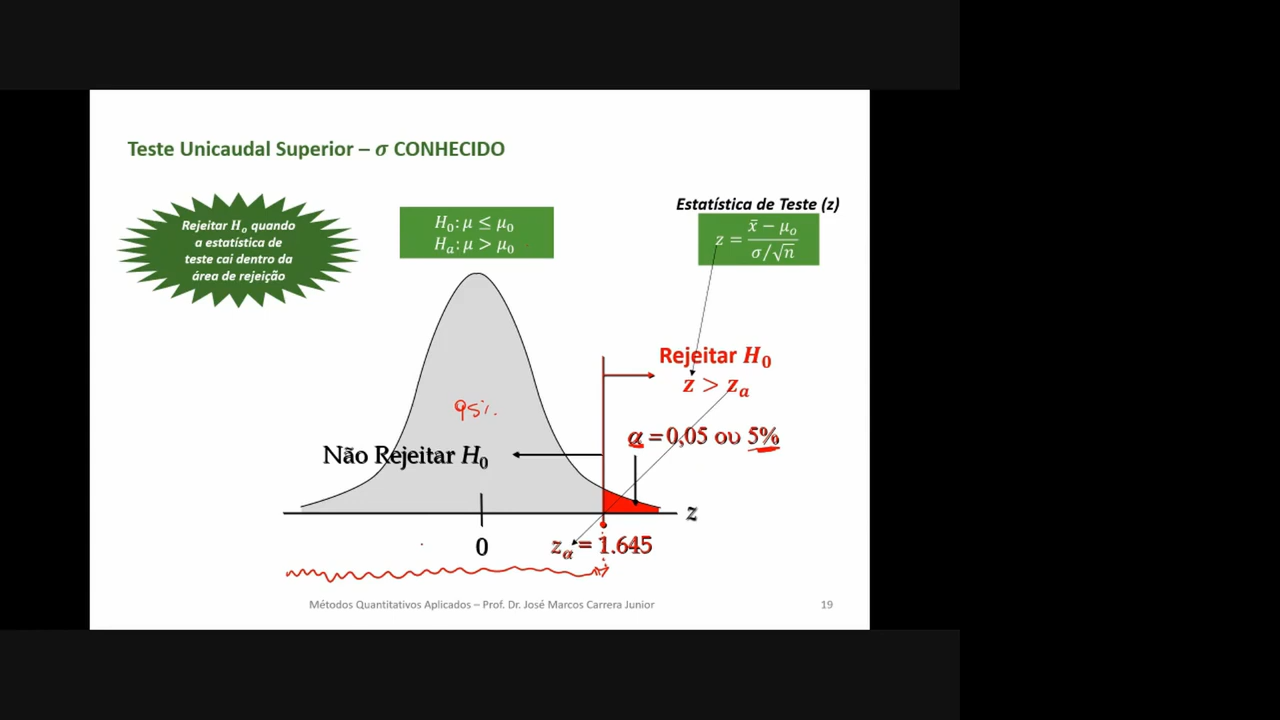 Teste Unicaudal Superior – σ CONHECIDO
Rejeitar H₀ quando
a estatística de
teste cai dentro da
área de rejeição
H₀: μ ≤ μ₀
Hₐ: μ > μ₀
Estatística de Teste (z)
z = (x̄ − μₒ) / (σ/√n)
Rejeitar H₀
z > zₐ
95%.
α = 0,05 ou 5%
Não Rejeitar H₀
z
0
z_α = 1.645
Métodos Quantitativos Aplicados – Prof. Dr. José Marcos Carrera Junior
19